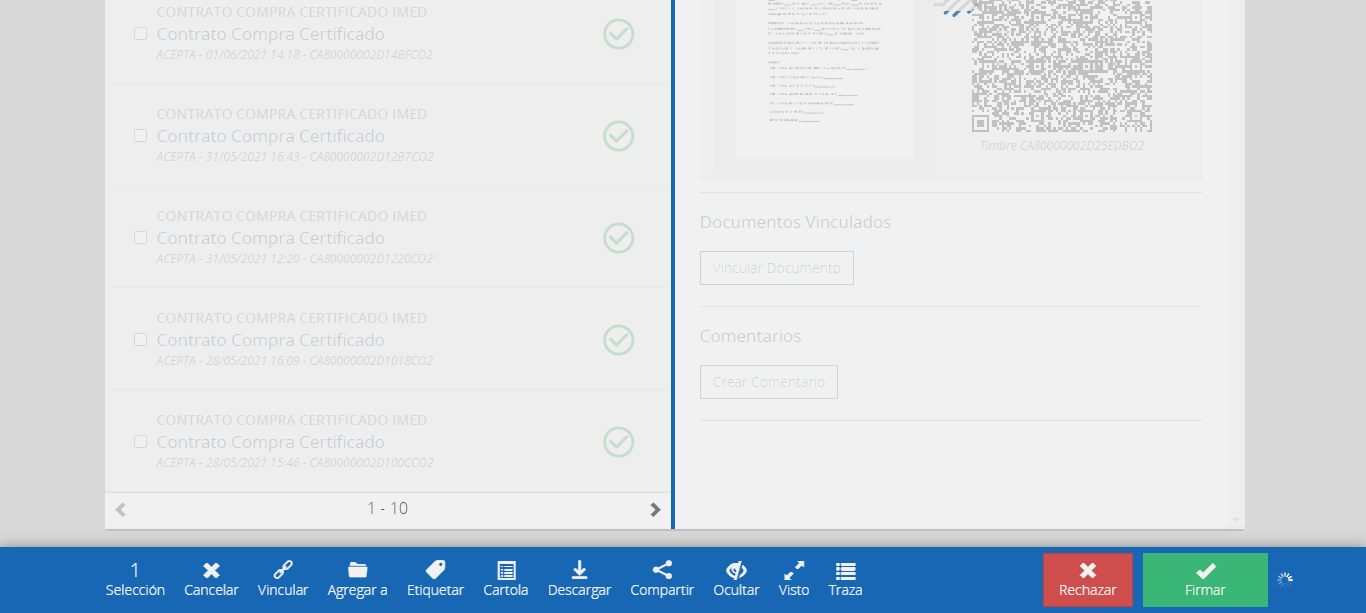 CONTRATO COMPRA CERTIFICADO IMED
Contrato Compra Certificado
ACEPTA - 01/06/2021 14:18 - CA80000002D14BFCO2
CONTRATO COMPRA CERTIFICADO IMED
Contrato Compra Certificado
ACEPTA - 31/05/2021 16:43 - CA80000002D12B7CO2
CONTRATO COMPRA CERTIFICADO IMED
Contrato Compra Certificado
ACEPTA - 31/05/2021 12:20 - CA80000002D1220CO2
CONTRATO COMPRA CERTIFICADO IMED
Contrato Compra Certificado
ACEPTA - 28/05/2021 16:09 - CA80000002D1018CO2
CONTRATO COMPRA CERTIFICADO IMED
Contrato Compra Certificado
ACEPTA - 28/05/2021 15:46 - CA80000002D100CCO2
1 - 10
Timbre CA80000002D25EDBO2
Documentos Vinculados
Vincular Documento
Comentarios
Crear Comentario
1
Selección
Cancelar
Vincular
Agregar a
Etiquetar
Cartola
Descargar
Compartir
Ocultar
Visto
Traza
Rechazar
Firmar